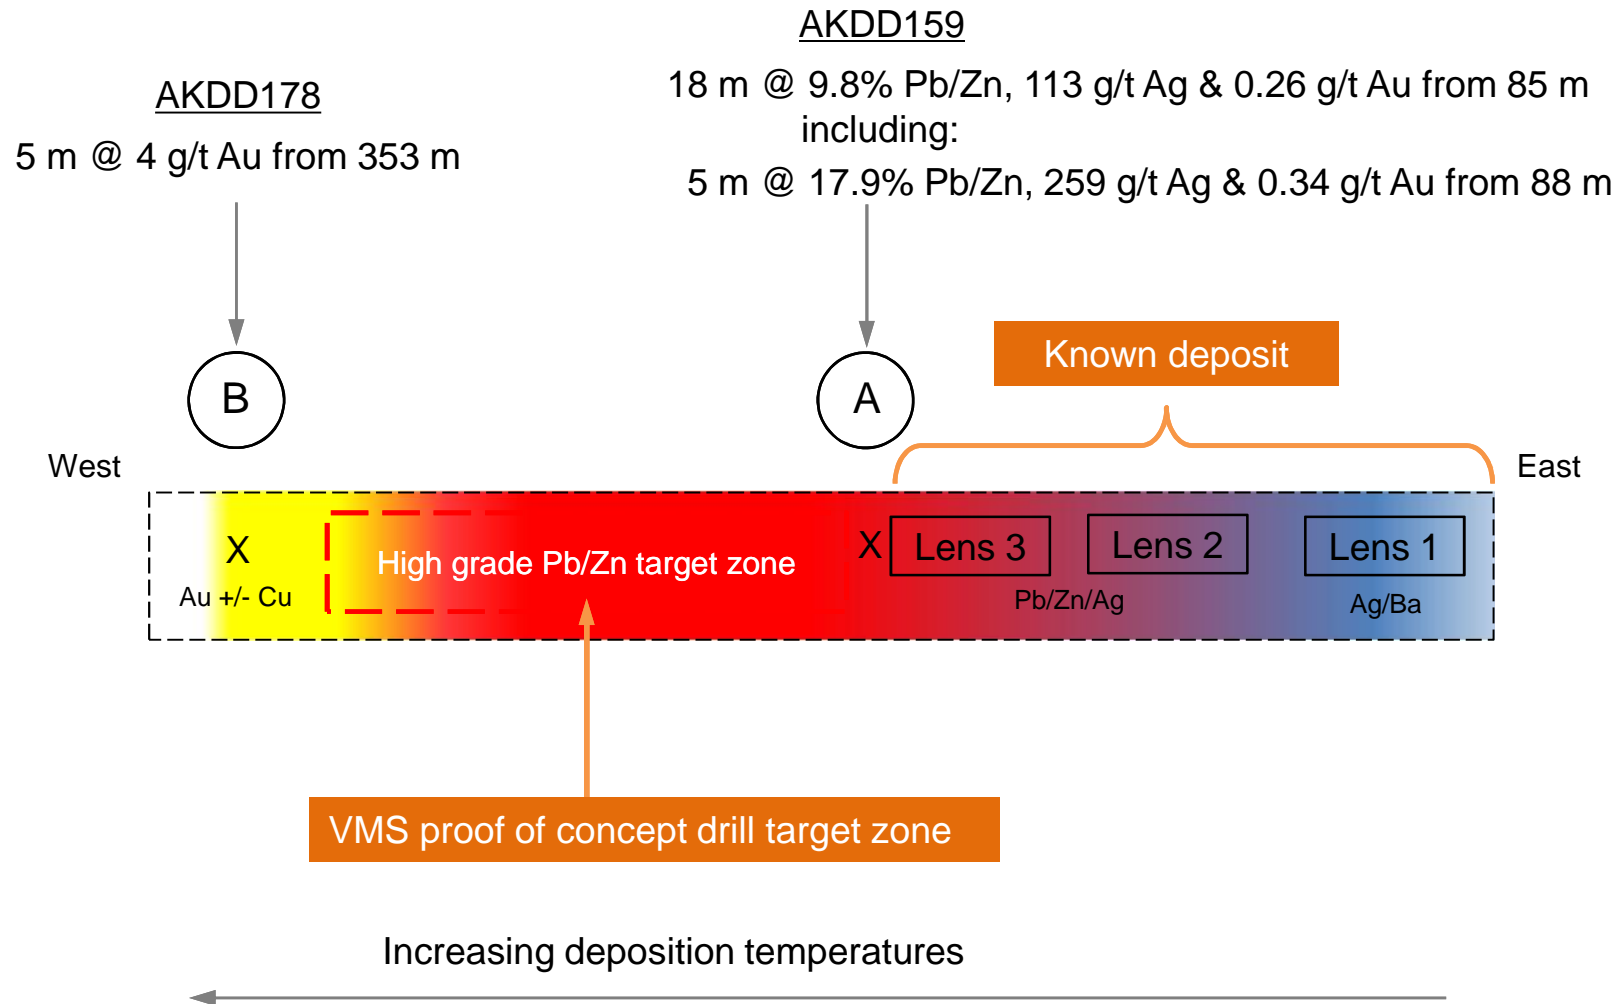 AKDD159
18 m @ 9.8% Pb/Zn, 113 g/t Ag & 0.26 g/t Au from 85 m
including:
5 m @ 17.9% Pb/Zn, 259 g/t Ag & 0.34 g/t Au from 88 m
AKDD178
5 m @ 4 g/t Au from 353 m
Known deposit
B
A
West
East
X
Au +/- Cu
High grade Pb/Zn target zone
X
Lens 3
Lens 2
Lens 1
Pb/Zn/Ag
Ag/Ba
VMS proof of concept drill target zone
Increasing deposition temperatures